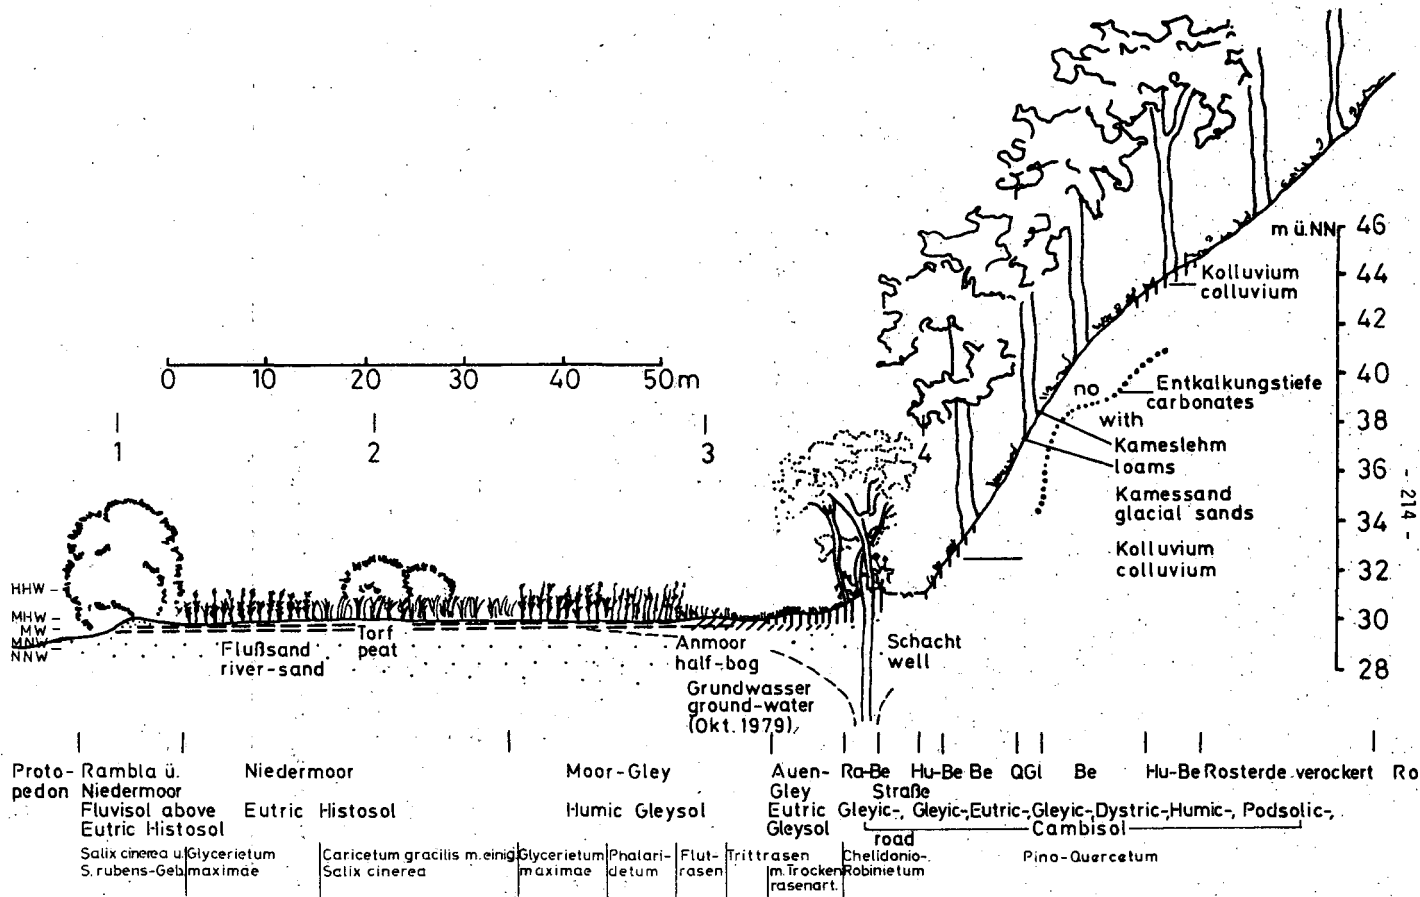 m ü.NN
46
44
42
40
38
36
34
32
30
28
Kolluvium
colluvium
0 10 20 30 40 50 m
no
Entkalkungstiefe
carbonates
with
1 2 3 4
Kameslehm
loams
Kamessand
glacial sands
Kolluvium
colluvium
- 214 -
HHW
MHW
MW
MNW
NNW
Flußsand
river-sand
Torf
peat
Anmoor
half-bog
Schacht
well
Grundwasser
ground-water
(Okt. 1979)
Proto-
pedon
Rambla ü.
Niedermoor
Fluvisol above
Eutric Histosol
Niedermoor
Eutric Histosol
Moor-Gley
Humic Gleysol
Auen-
Gley
Eutric
Gleysol
Ra-Be Hu-Be Be QGl Be Hu-Be Rosterde verockert Ro
Straße
Gleyic-, Gleyic-,Eutric-,Gleyic-,Dystric-,Humic-, Podsolic-,
Cambisol
road
Salix cinerea u.
S. rubens-Geb.
Glycerietum
maximae
Caricetum gracilis m.einig.
Salix cinerea
Glycerietum
maximae
Phalari-
detum
Flut-
rasen
Trittrasen
m.Trocken
rasenart.
Chelidonio-
Robinietum
Pino-Quercetum